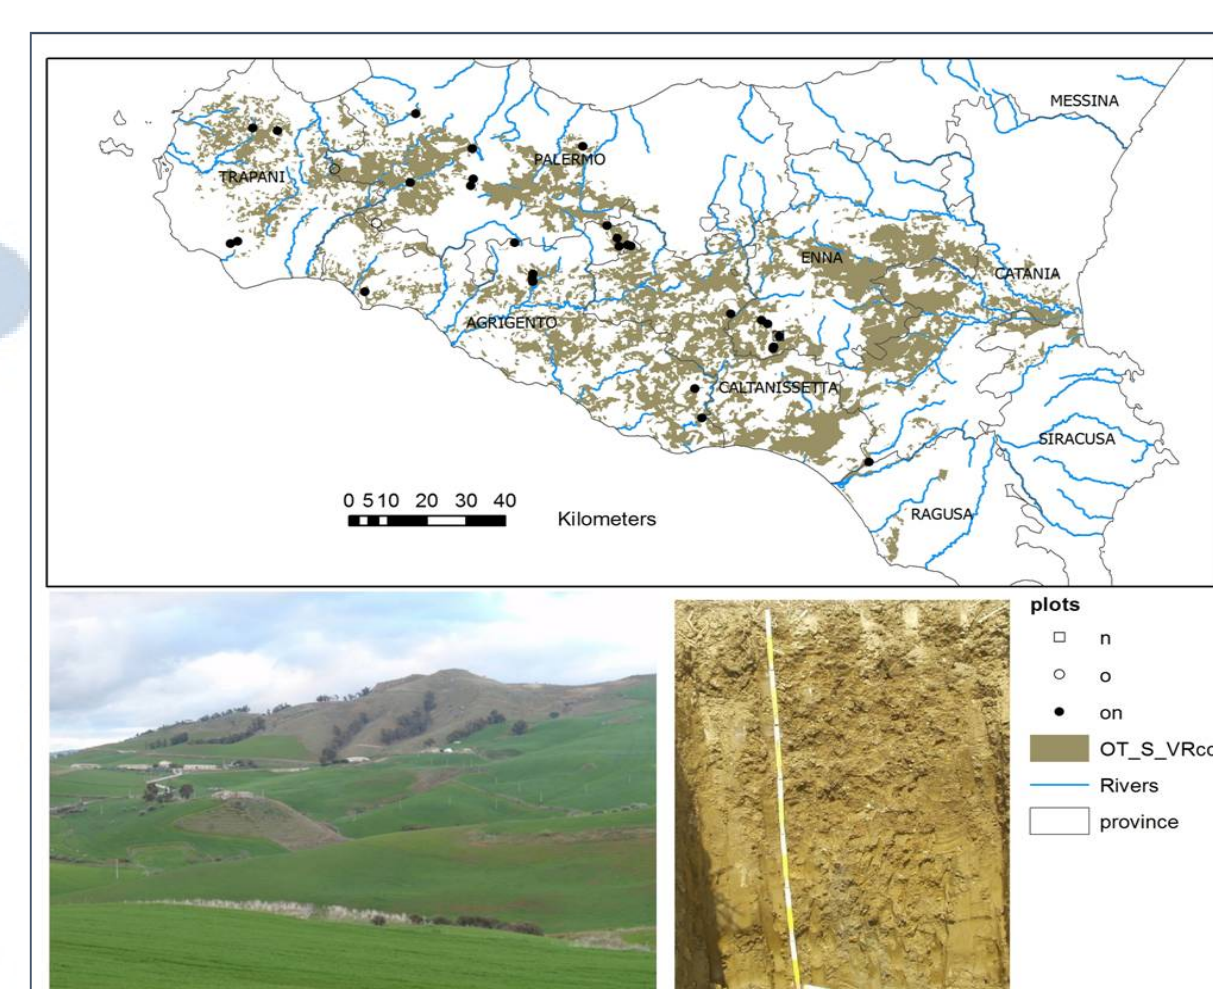 MESSINA
PALERMO
TRAPANI
ENNA
CATANIA
AGRIGENTO
CALTANISSETTA
SIRACUSA
RAGUSA
0 5 10 20 30 40
Kilometers
plots
n
o
on
OT_S_VRco
Rivers
province